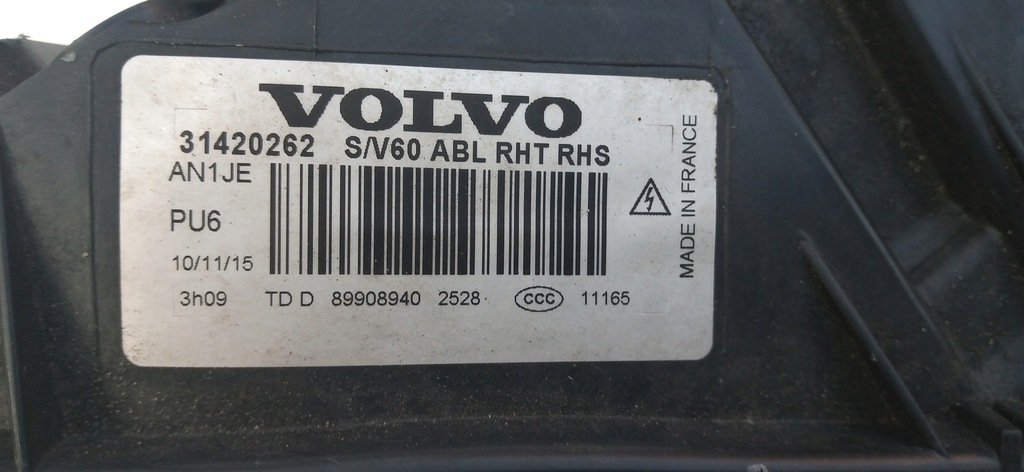 VOLVO
31420262 S/V60 ABL RHT RHS
AN1JE
PU6
10/11/15
3h09 TD D 89908940 2528 CCC 11165
MADE IN FRANCE